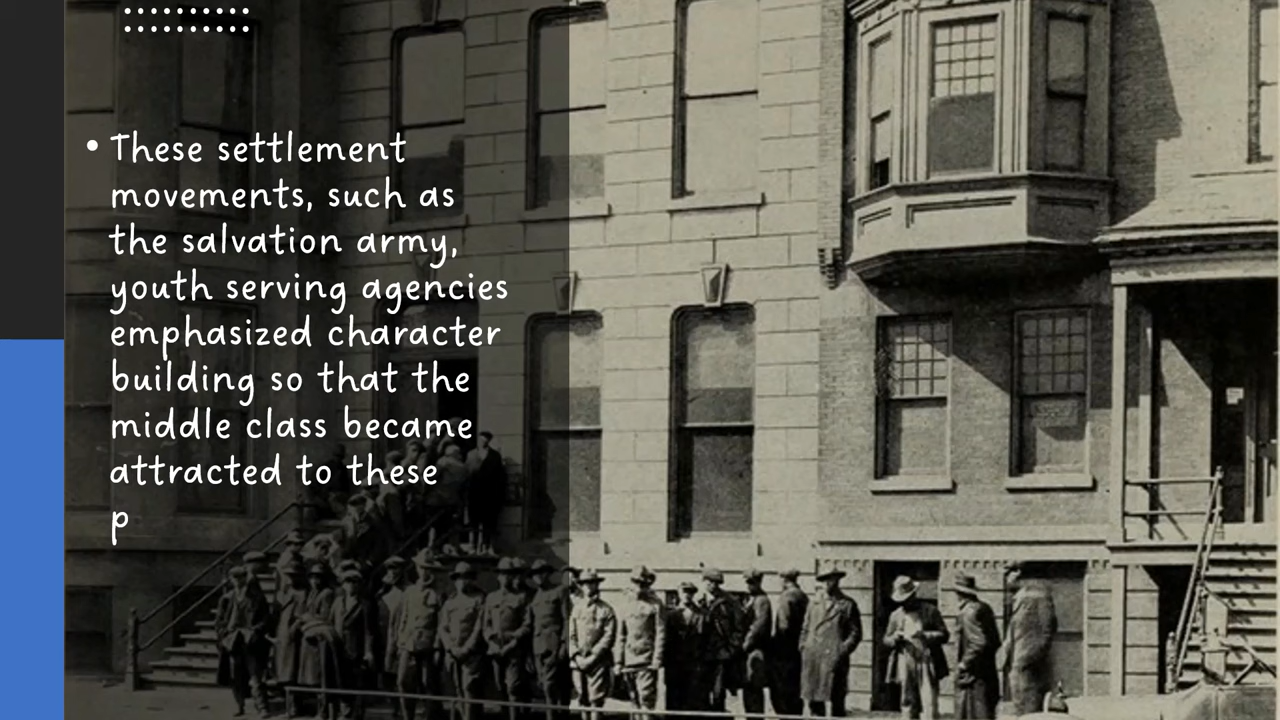 • These settlement
movements, such as
the salvation army,
youth serving agencies
emphasized character
building so that the
middle class became
attracted to these
p